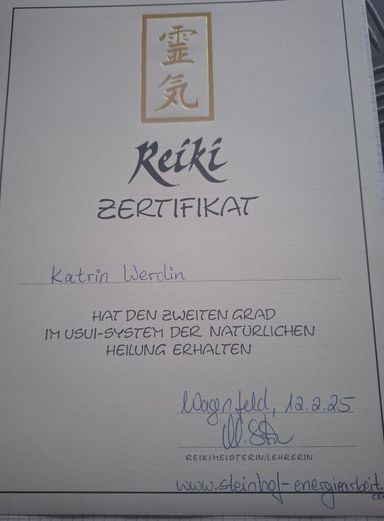 靈
気
Reiki
ZERTIFIKAT
Katrin Werdin
HAT DEN ZWEITEN GRAD
IM USUI-SYSTEM DER NATÜRLICHEN
HEILUNG ERHALTEN
Wagenfeld, 12.2.25
REIKIMEISTERIN/LEHRERIN
www.steinhof-energiearbeit.